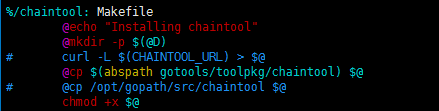 %/chaintool: Makefile
	@echo "Installing chaintool"
	@mkdir -p $(@D)
#	curl -L $(CHAINTOOL_URL) > $@
	@cp $(abspath gotools/toolpkg/chaintool) $@
#	@cp /opt/gopath/src/chaintool $@
	chmod +x $@